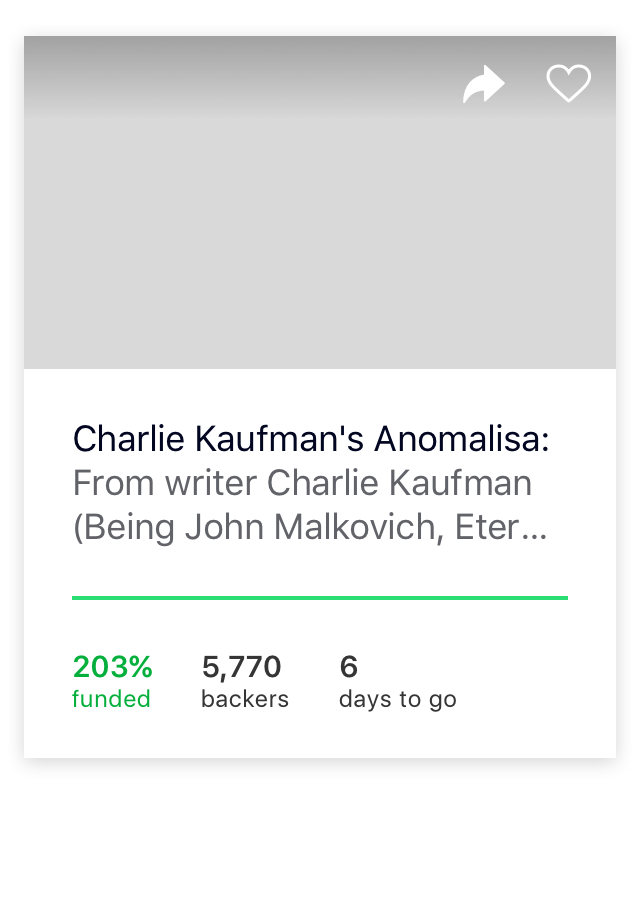 Charlie Kaufman's Anomalisa:
From writer Charlie Kaufman
(Being John Malkovich, Eter...
203% 5,770 6
funded backers days to go